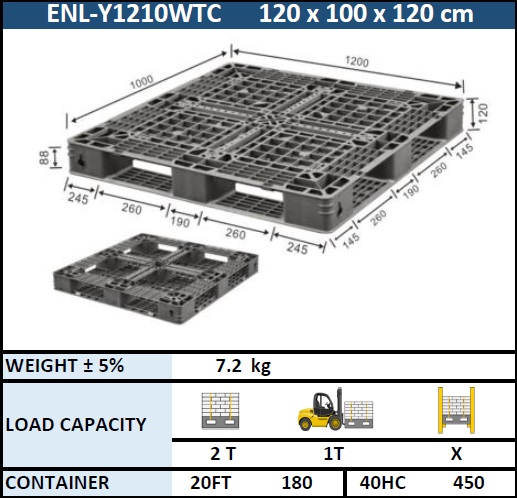 ENL-Y1210WTC 120 x 100 x 120 cm
1000
1200
120
88
245
260
190
260
245
145
260
190
260
145
WEIGHT ± 5% 7.2 kg
LOAD CAPACITY
2 T 1T X
CONTAINER 20FT 180 40HC 450